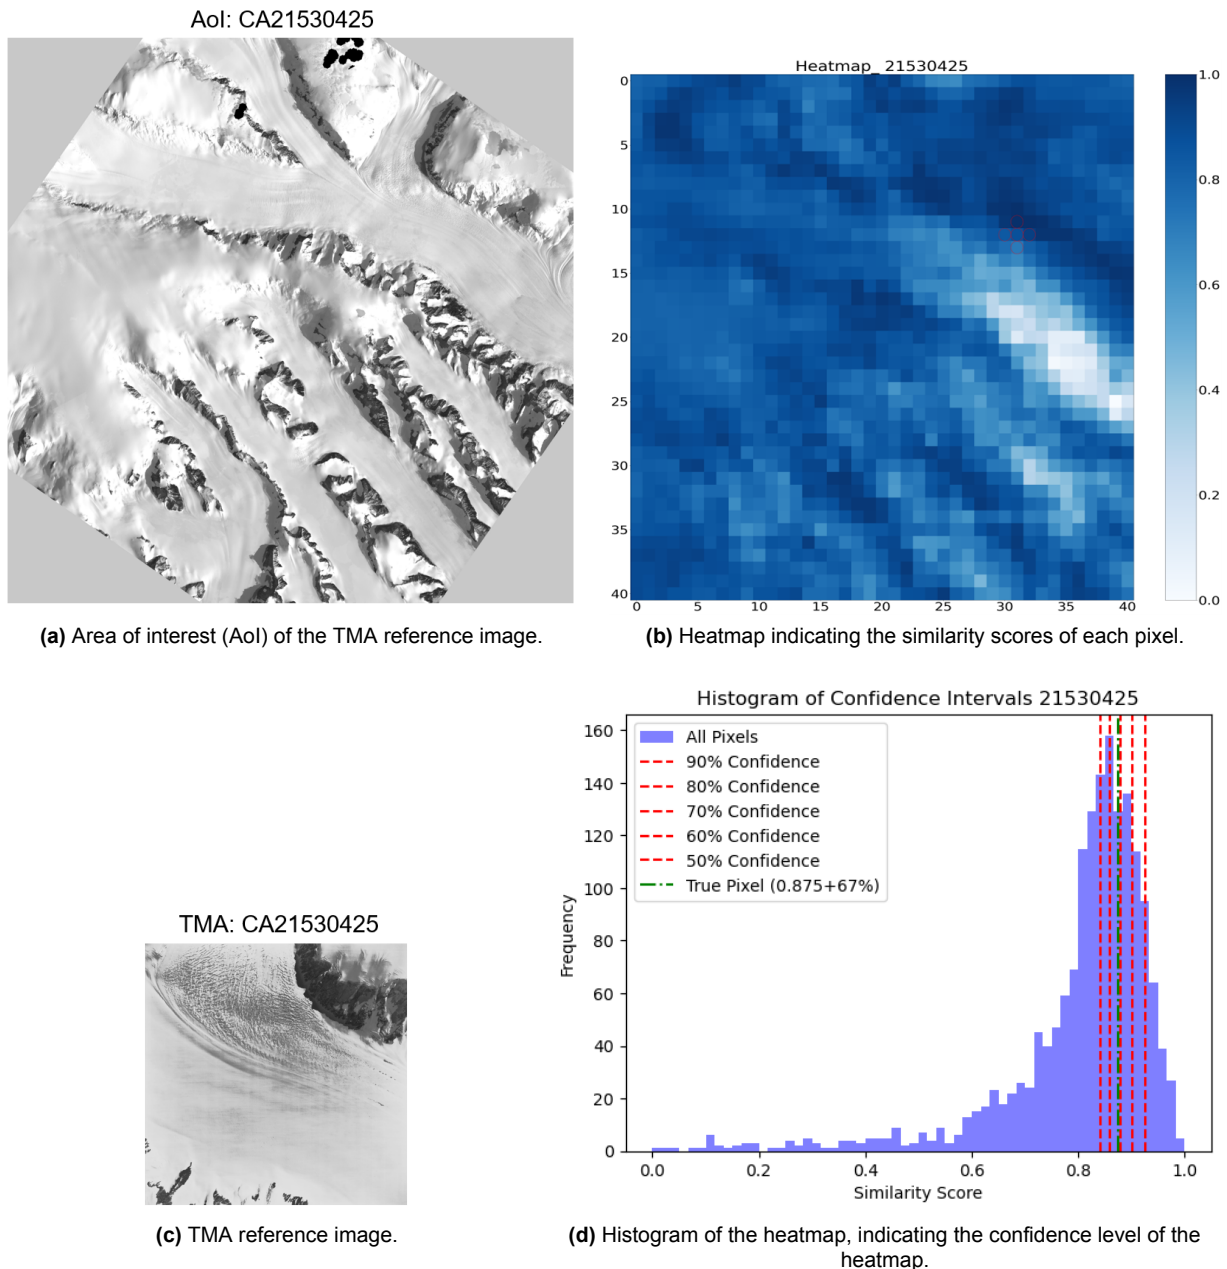 AoI: CA21530425
(a) Area of interest (AoI) of the TMA reference image.
Heatmap_ 21530425
0
5
10
15
20
25
30
35
40
0 5 10 15 20 25 30 35 40
1.0
0.8
0.6
0.4
0.2
0.0
(b) Heatmap indicating the similarity scores of each pixel.
TMA: CA21530425
(c) TMA reference image.
Histogram of Confidence Intervals 21530425
All Pixels
90% Confidence
80% Confidence
70% Confidence
60% Confidence
50% Confidence
True Pixel (0.875+67%)
Frequency
160
140
120
100
80
60
40
20
0
0.0 0.2 0.4 0.6 0.8 1.0
Similarity Score
(d) Histogram of the heatmap, indicating the confidence level of the
heatmap.